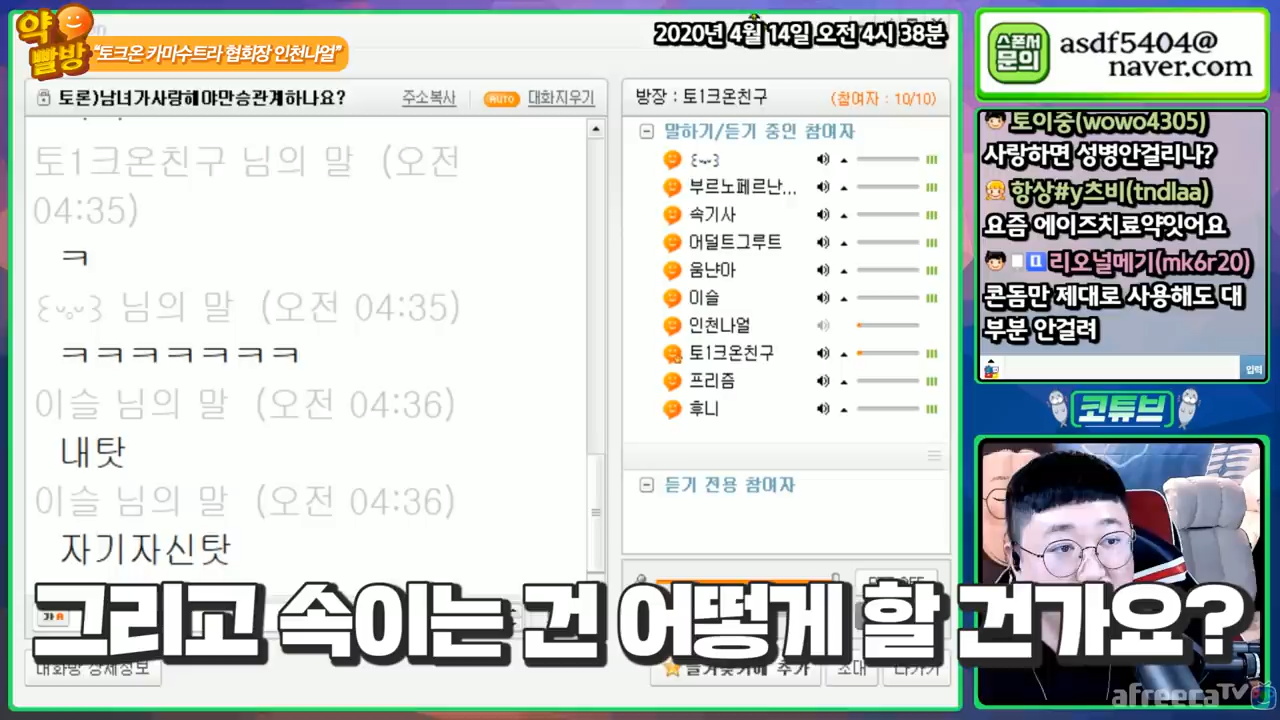 약빨방
"토크온 카마수트라 협회장 인천나얼"
2020년 4월 14일 오전 4시 38분
토론)남녀가사랑해야만승관계하나요?
주소복사
AUTO
대화지우기
토1크온친구 님의 말 (오전
04:35)
ㅋ
꒰ᵕ༚ᵕ꒱ 님의 말 (오전 04:35)
ㅋㅋㅋㅋㅋㅋㅋ
이슬 님의 말 (오전 04:36)
내탓
이슬 님의 말 (오전 04:36)
자기자신탓
대화방 상세정보
방장 : 토1크온친구
(참여자 : 10/10)
말하기/듣기 중인 참여자
부르노페르난...
속기사
어덜트그루트
움냔아
이슬
인천나얼
토1크온친구
프리즘
후니
듣기 전용 참여자
즐겨찾기에 추가
초대
나가기
그리고 속이는 건 어떻게 할 건가요?
스폰서
문의
asdf5404@
naver.com
토이중(wowo4305)
사랑하면 성병안걸리나?
항상#y츠비(tndlaa)
요즘 에이즈치료약잇어요
리오널메기(mk6r20)
콘돔만 제대로 사용해도 대
부분 안걸려
입력
코튜브
afreecaTV